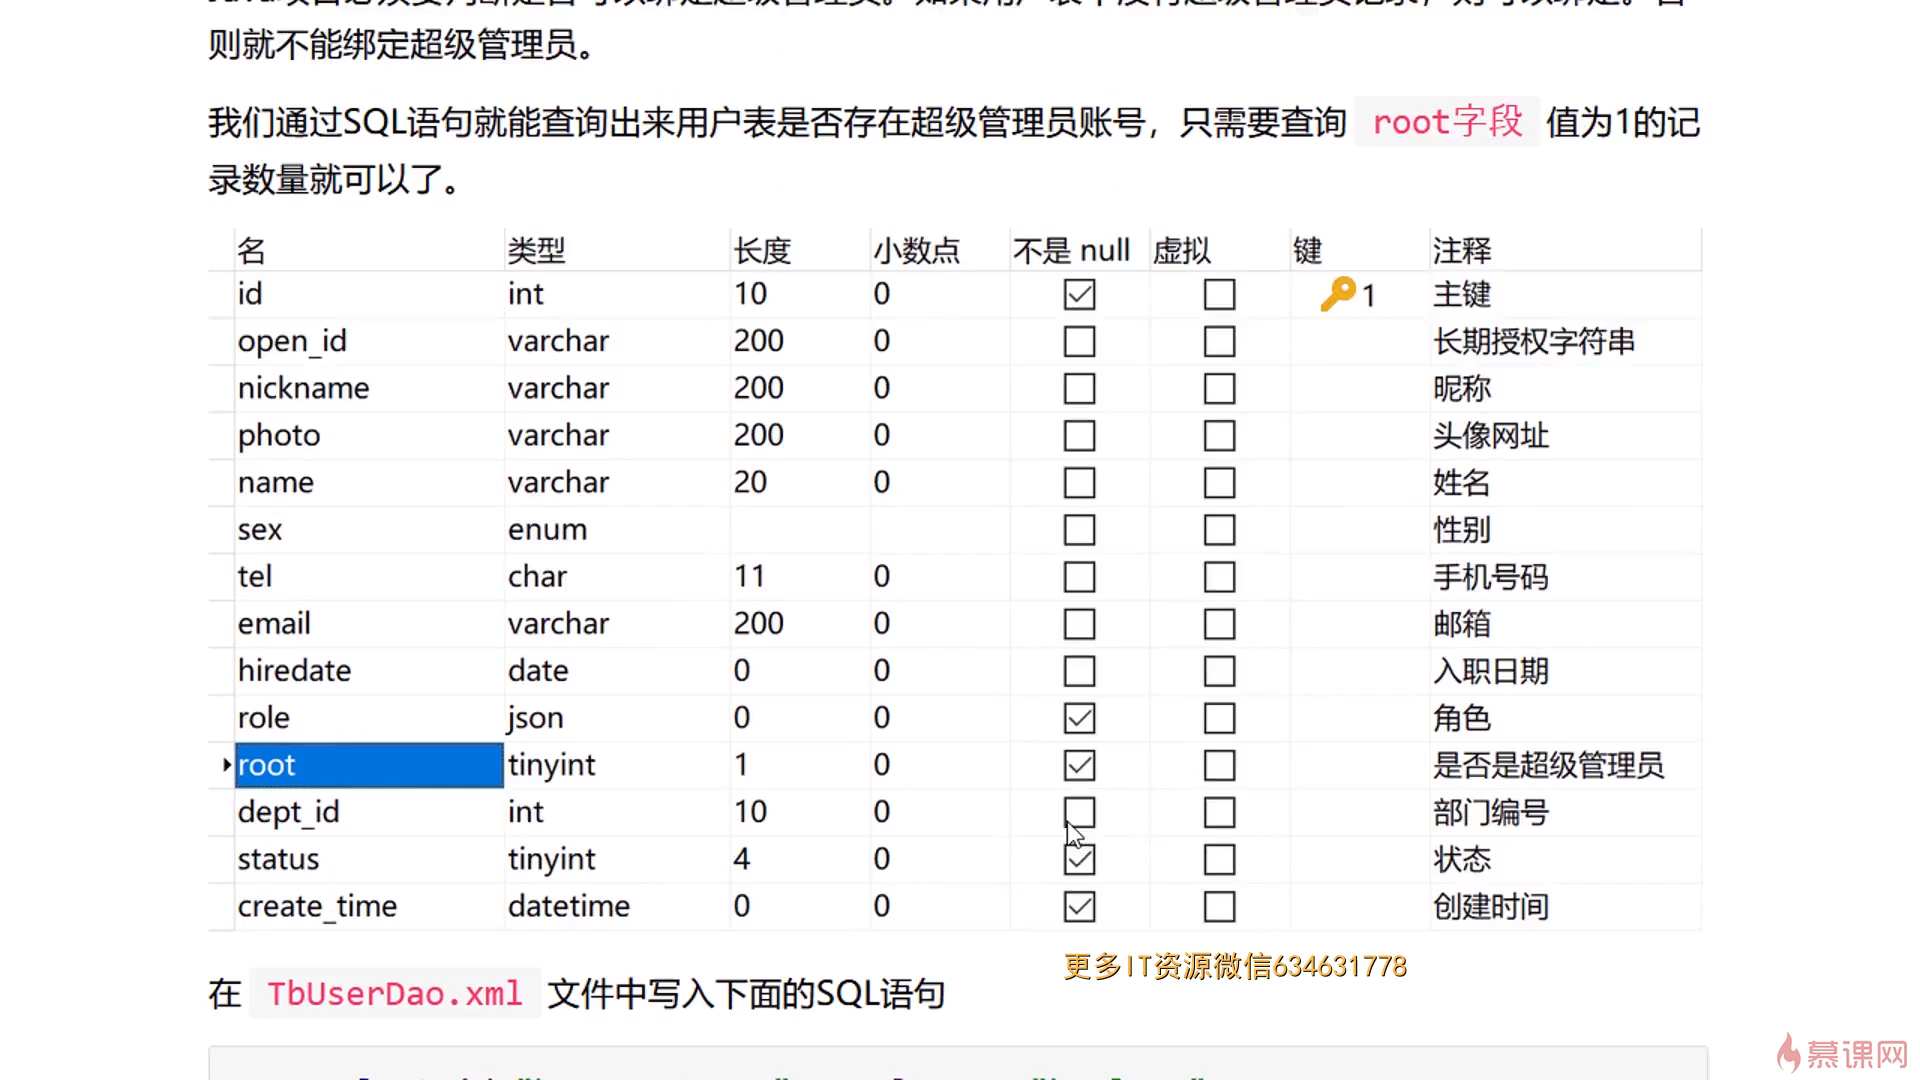 则就不能绑定超级管理员。
我们通过SQL语句就能查询出来用户表是否存在超级管理员账号，只需要查询 root字段 值为1的记
录数量就可以了。
名 类型 长度 小数点 不是 null 虚拟 键 注释
id int 10 0 1 主键
open_id varchar 200 0 长期授权字符串
nickname varchar 200 0 昵称
photo varchar 200 0 头像网址
name varchar 20 0 姓名
sex enum 性别
tel char 11 0 手机号码
email varchar 200 0 邮箱
hiredate date 0 0 入职日期
role json 0 0 角色
root tinyint 1 0 是否是超级管理员
dept_id int 10 0 部门编号
status tinyint 4 0 状态
create_time datetime 0 0 创建时间
更多IT资源微信634631778
在 TbUserDao.xml 文件中写入下面的SQL语句
慕课网